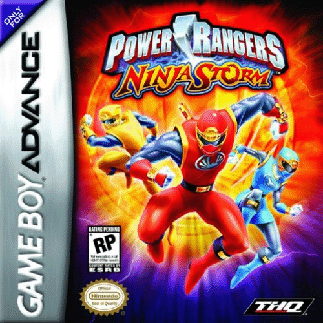 ONLY
FOR
GAME BOY ADVANCE
POWER RANGERS
NINJA STORM
RATING PENDING
RP
ESRB
Official
Nintendo
Seal of Quality
THQ